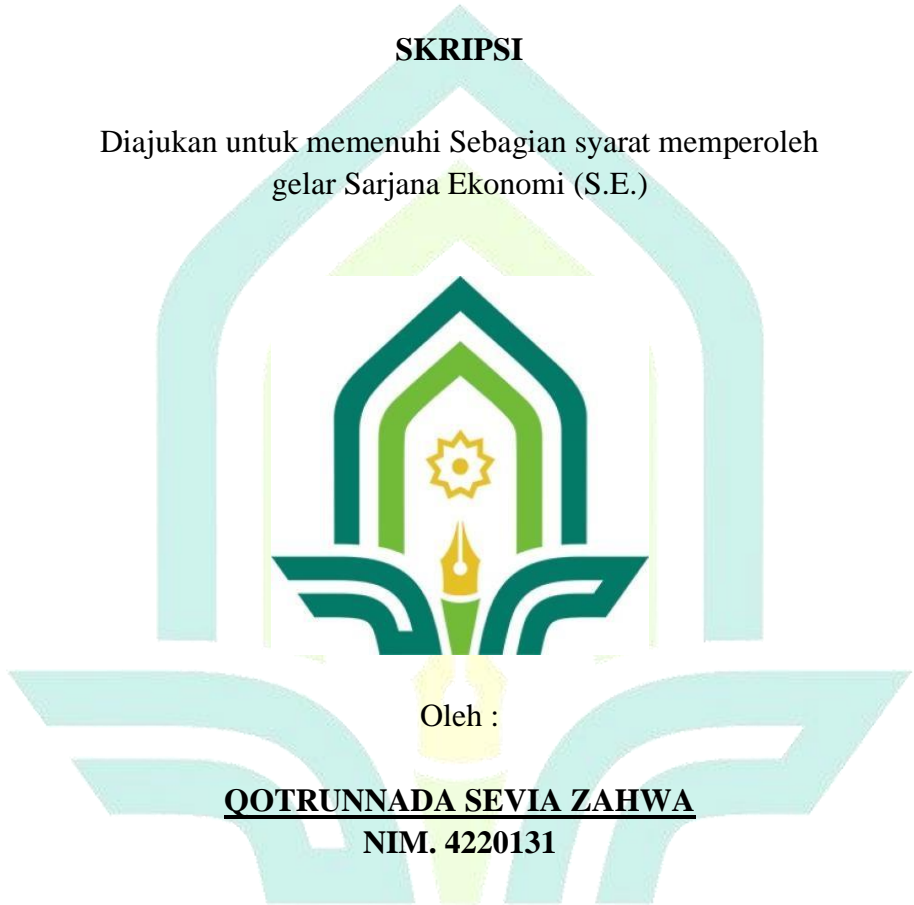 SKRIPSI
Diajukan untuk memenuhi Sebagian syarat memperoleh
gelar Sarjana Ekonomi (S.E.)
Oleh :
QOTRUNNADA SEVIA ZAHWA
NIM. 4220131